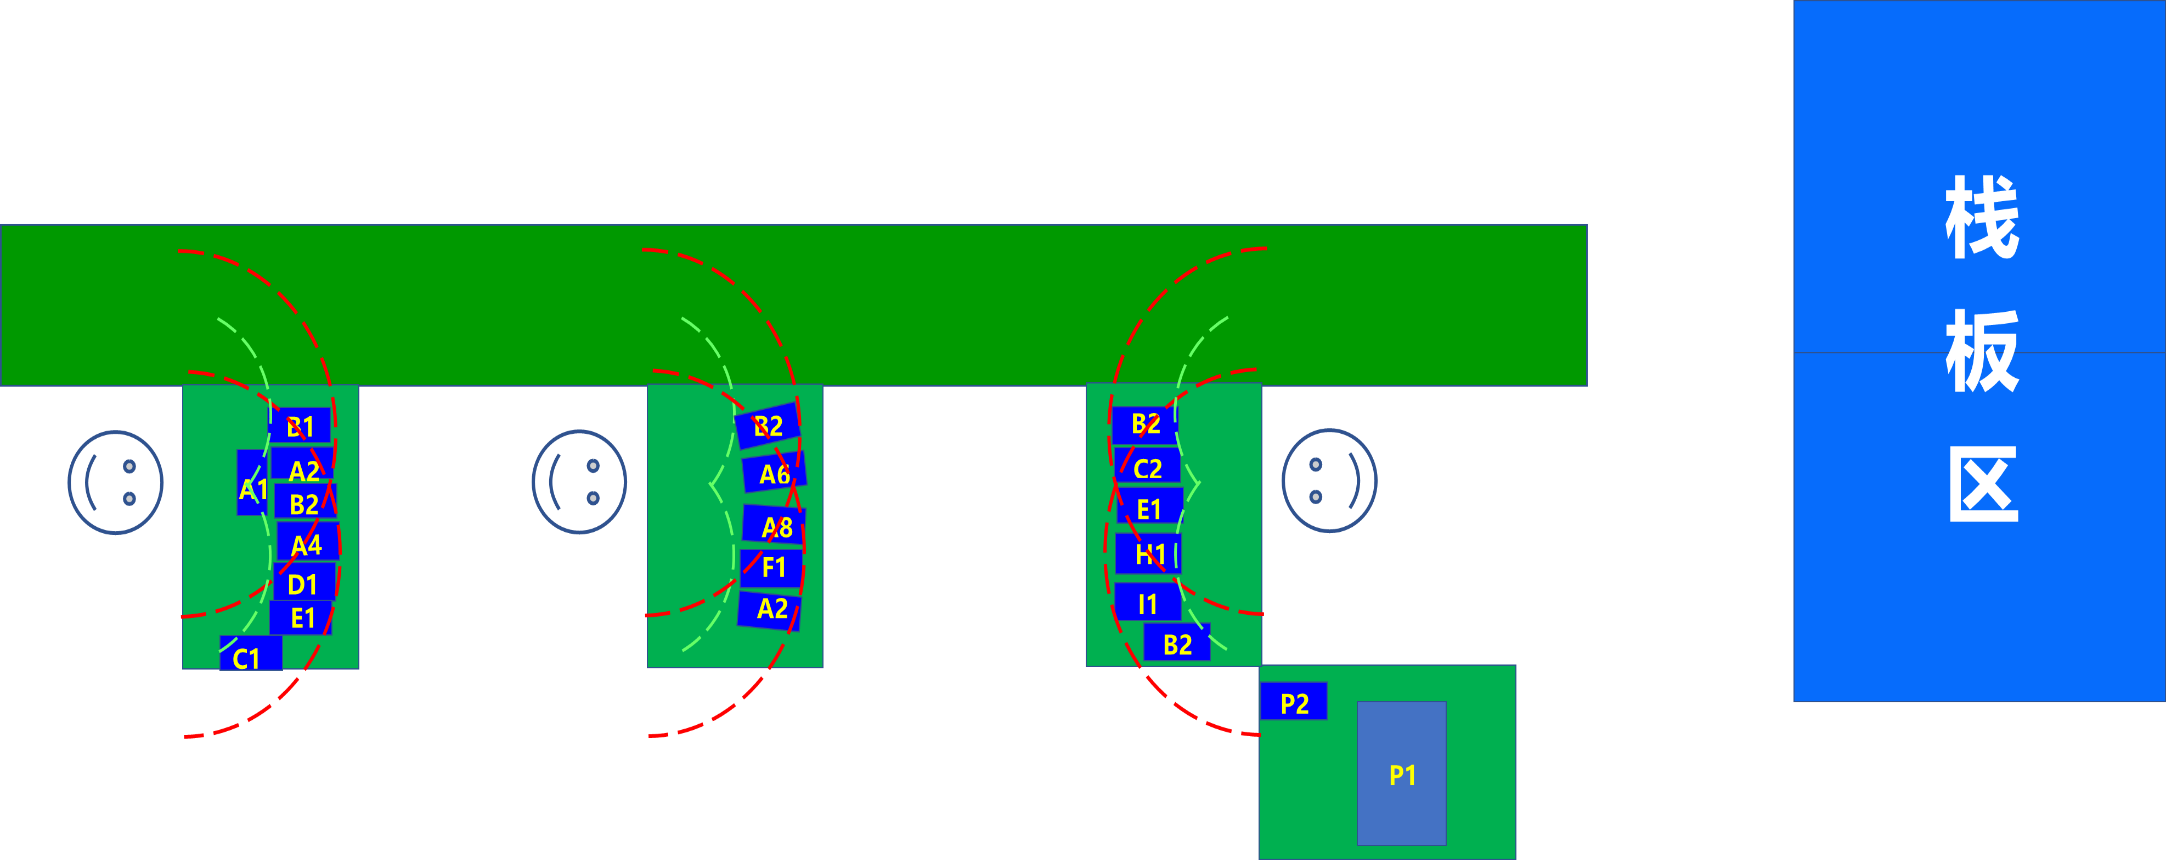 B1
A2
A1
B2
A4
D1
E1
C1
B2
A6
A8
F1
A2
B2
C2
E1
H1
I1
B2
P2
P1
栈
板
区